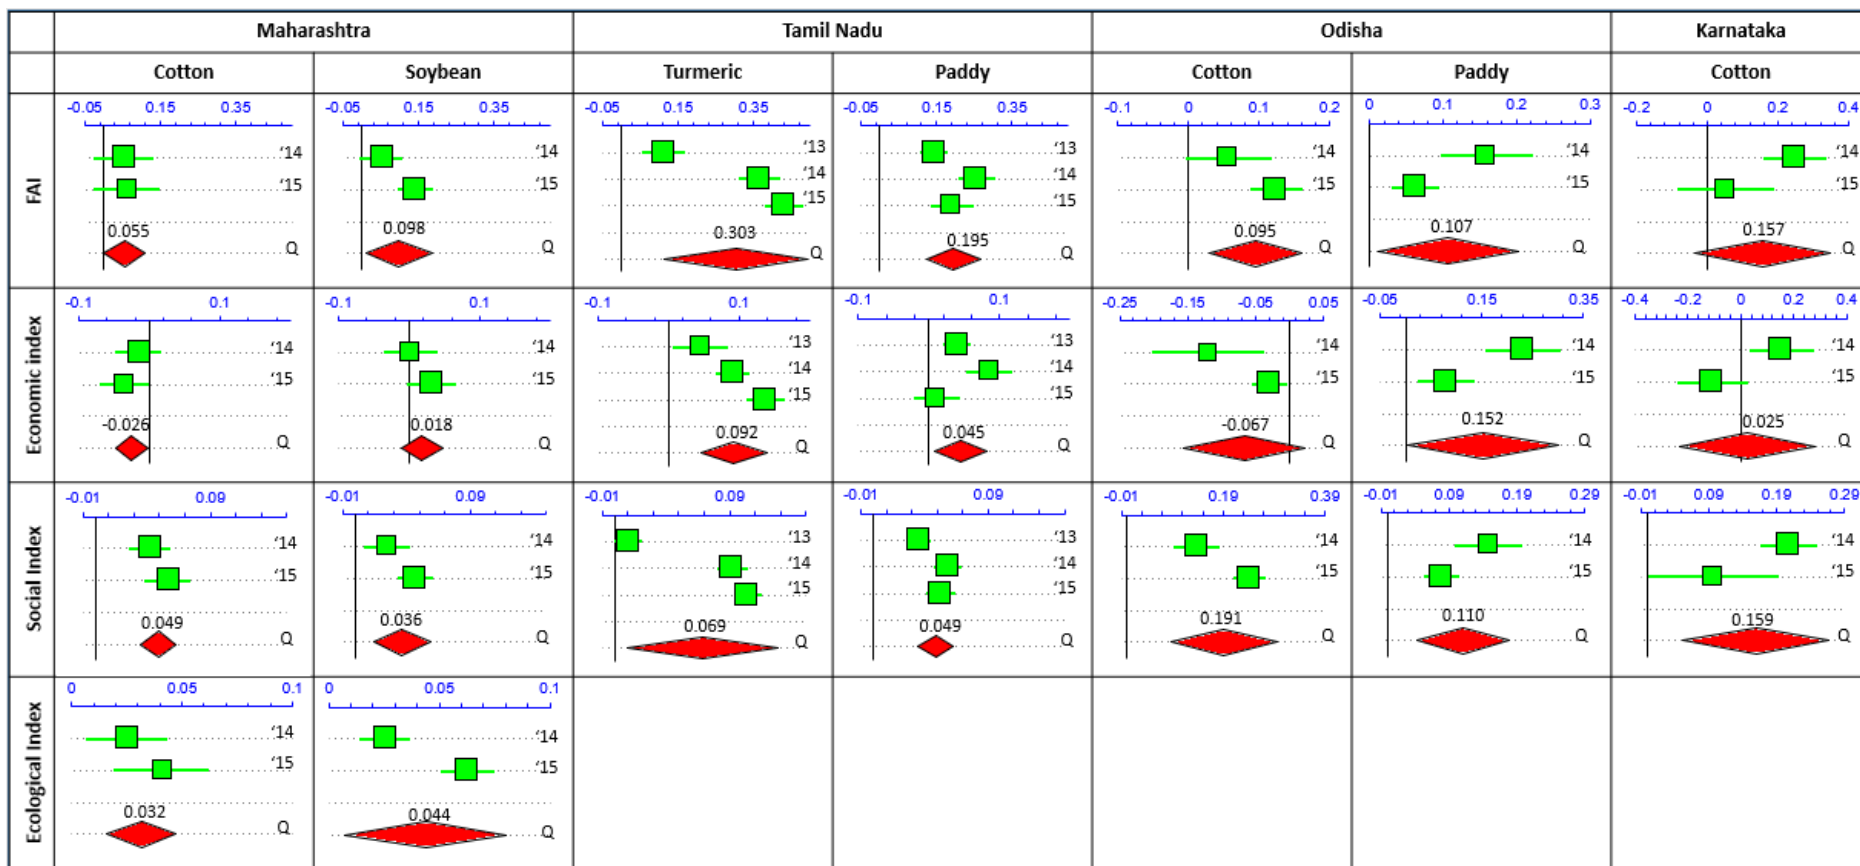 Maharashtra Tamil Nadu Odisha Karnataka
Cotton Soybean Turmeric Paddy Cotton Paddy Cotton
FAI
-0.05 0.15 0.35
‘14
‘15
0.055
Q
-0.05 0.15 0.35
‘14
‘15
0.098
Q
-0.05 0.15 0.35
‘13
‘14
‘15
0.303
Q
-0.05 0.15 0.35
‘13
‘14
‘15
0.195
Q
-0.1 0 0.1 0.2
‘14
‘15
0.095
Q
0 0.1 0.2 0.3
‘14
‘15
0.107
Q
-0.2 0 0.2 0.4
‘14
‘15
0.157
Q
Economic index
-0.1 0.1
‘14
‘15
-0.026
Q
-0.1 0.1
‘14
‘15
0.018
Q
-0.1 0.1
‘13
‘14
‘15
0.092
Q
-0.1 0.1
‘13
‘14
‘15
0.045
Q
-0.25 -0.15 -0.05 0.05
‘14
‘15
-0.067
Q
-0.05 0.15 0.35
‘14
‘15
0.152
Q
-0.4 -0.2 0 0.2 0.4
‘14
‘15
0.025
Q
Social Index
-0.01 0.09
‘14
‘15
0.049
Q
-0.01 0.09
‘14
‘15
0.036
Q
-0.01 0.09
‘13
‘14
‘15
0.069
Q
-0.01 0.09
‘13
‘14
‘15
0.049
Q
-0.01 0.19 0.39
‘14
‘15
0.191
Q
-0.01 0.09 0.19 0.29
‘14
‘15
0.110
Q
-0.01 0.09 0.19 0.29
‘14
‘15
0.159
Q
Ecological Index
0 0.05 0.1
‘14
‘15
0.032
Q
0 0.05 0.1
‘14
‘15
0.044
Q